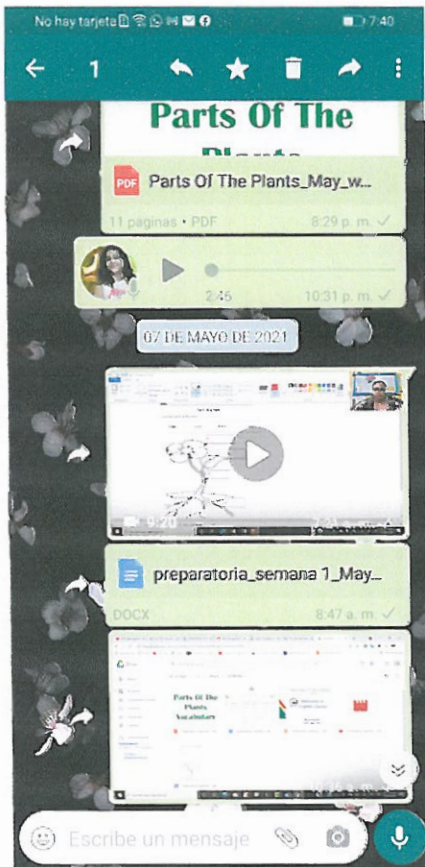 No hay tarjeta 7:40
1
Parts Of The
Plants
PDF Parts Of The Plants_May_w...
11 paginas • PDF 8:29 p. m.
2:46 10:31 p. m.
07 DE MAYO DE 2021
9:20
preparatoria_semana 1_May...
DOCX 8:47 a. m.
Parts Of The
Plants
Vocabulary
Escribe un mensaje